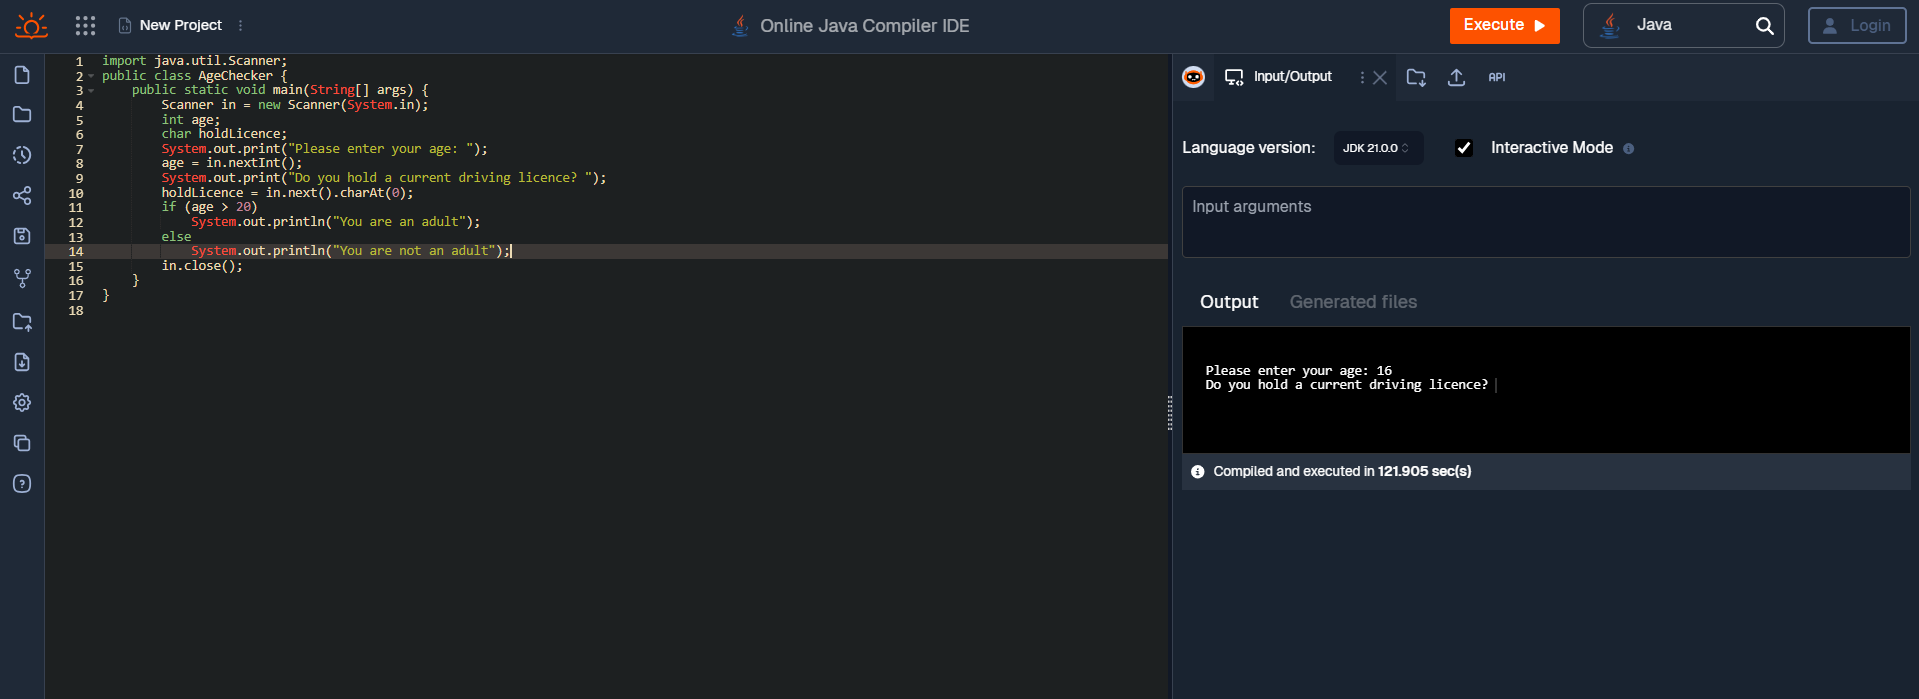 New Project
Online Java Compiler IDE
Execute
Java
Login
1 import java.util.Scanner;
2 public class AgeChecker {
3 public static void main(String[] args) {
4 Scanner in = new Scanner(System.in);
5 int age;
6 char holdLicence;
7 System.out.print("Please enter your age: ");
8 age = in.nextInt();
9 System.out.print("Do you hold a current driving licence? ");
10 holdLicence = in.next().charAt(0);
11 if (age > 20)
12 System.out.println("You are an adult");
13 else
14 System.out.println("You are not an adult");
15 in.close();
16 }
17 }
18
Input/Output
API
Language version:
JDK 21.0.0
Interactive Mode
Input arguments
Output
Generated files
Please enter your age: 16
Do you hold a current driving licence?
Compiled and executed in 121.905 sec(s)